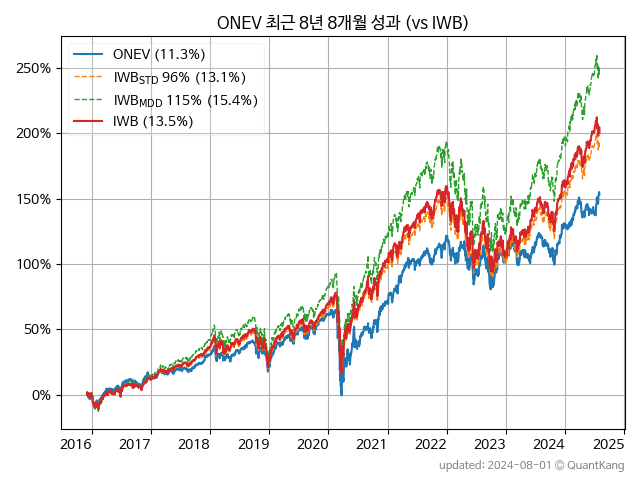 ONEV 최근 8년 8개월 성과 (vs IWB)
ONEV (11.3%)
IWBSTD 96% (13.1%)
IWBMDD 115% (15.4%)
IWB (13.5%)
250%
200%
150%
100%
50%
0%
2016 2017 2018 2019 2020 2021 2022 2023 2024 2025
updated: 2024-08-01 © QuantKang